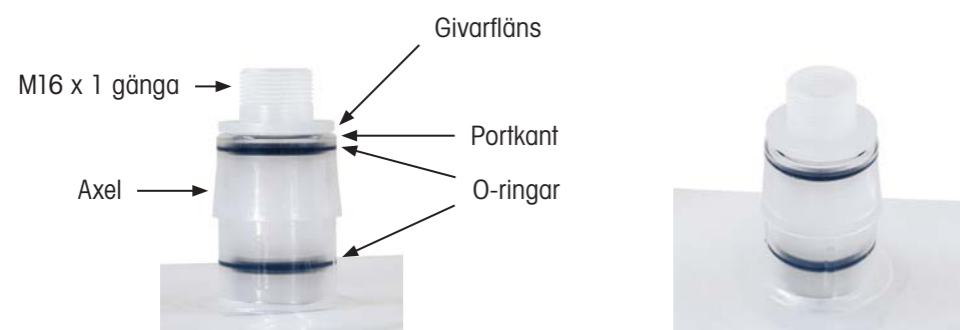 Givarfläns
M16 x 1 gänga
Portkant
Axel
O-ringar